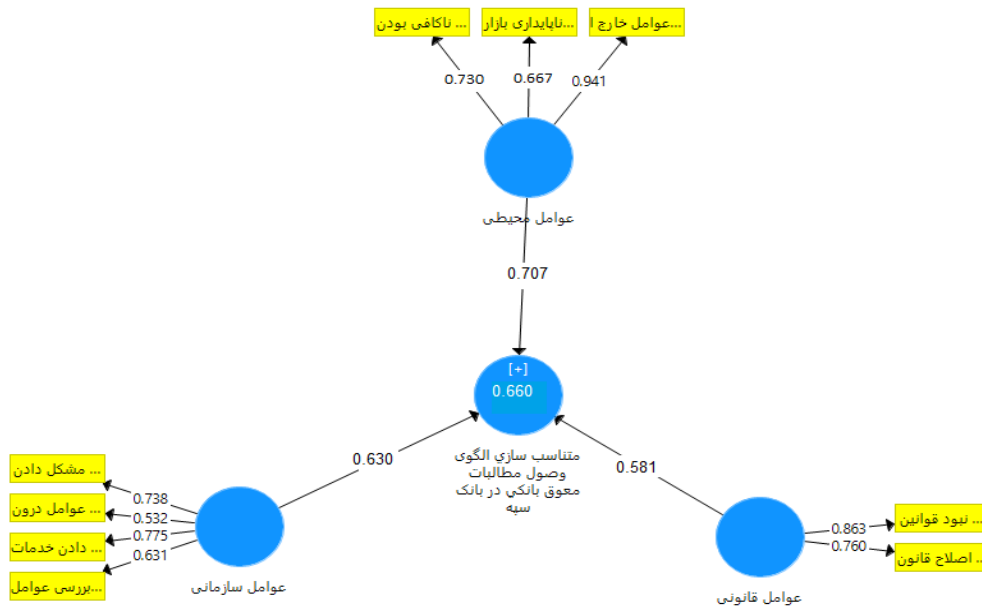 ناکافی بودن ...
ناپایداری بازار...
عوامل خارج ا...
0.730
0.667
0.941
عوامل محیطی
0.707
[+]
0.660
متناسب سازي الگوی
وصول مطالبات
معوق بانکي در بانک
سپه
0.630
0.581
مشکل دادن ...
عوامل درون ...
دادن خدمات ...
بررسی عوامل...
0.738
0.532
0.775
0.631
عوامل سازمانی
0.863
0.760
نبود قوانین ...
اصلاح قانون ...
عوامل قانونی